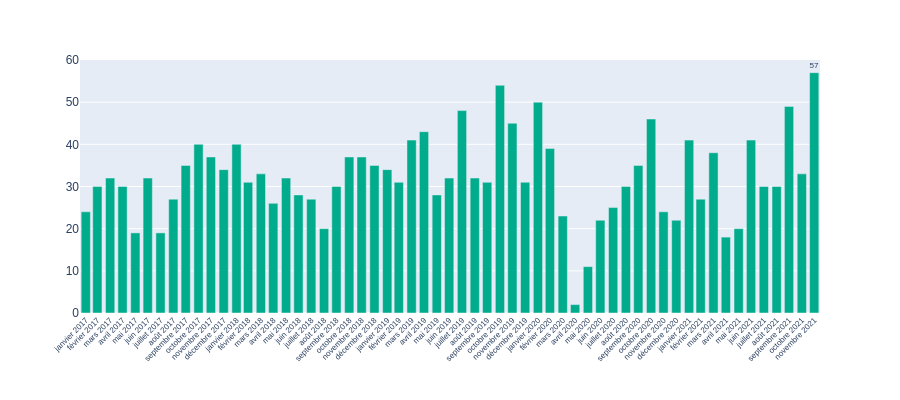 60
50
40
30
20
10
0
57
janvier 2017
février 2017
mars 2017
avril 2017
mai 2017
juin 2017
juillet 2017
août 2017
septembre 2017
octobre 2017
novembre 2017
décembre 2017
janvier 2018
février 2018
mars 2018
avril 2018
mai 2018
juin 2018
juillet 2018
août 2018
septembre 2018
octobre 2018
novembre 2018
décembre 2018
janvier 2019
février 2019
mars 2019
avril 2019
mai 2019
juin 2019
juillet 2019
août 2019
septembre 2019
octobre 2019
novembre 2019
décembre 2019
janvier 2020
février 2020
mars 2020
avril 2020
mai 2020
juin 2020
juillet 2020
août 2020
septembre 2020
octobre 2020
novembre 2020
décembre 2020
janvier 2021
février 2021
mars 2021
avril 2021
mai 2021
juin 2021
juillet 2021
août 2021
septembre 2021
octobre 2021
novembre 2021